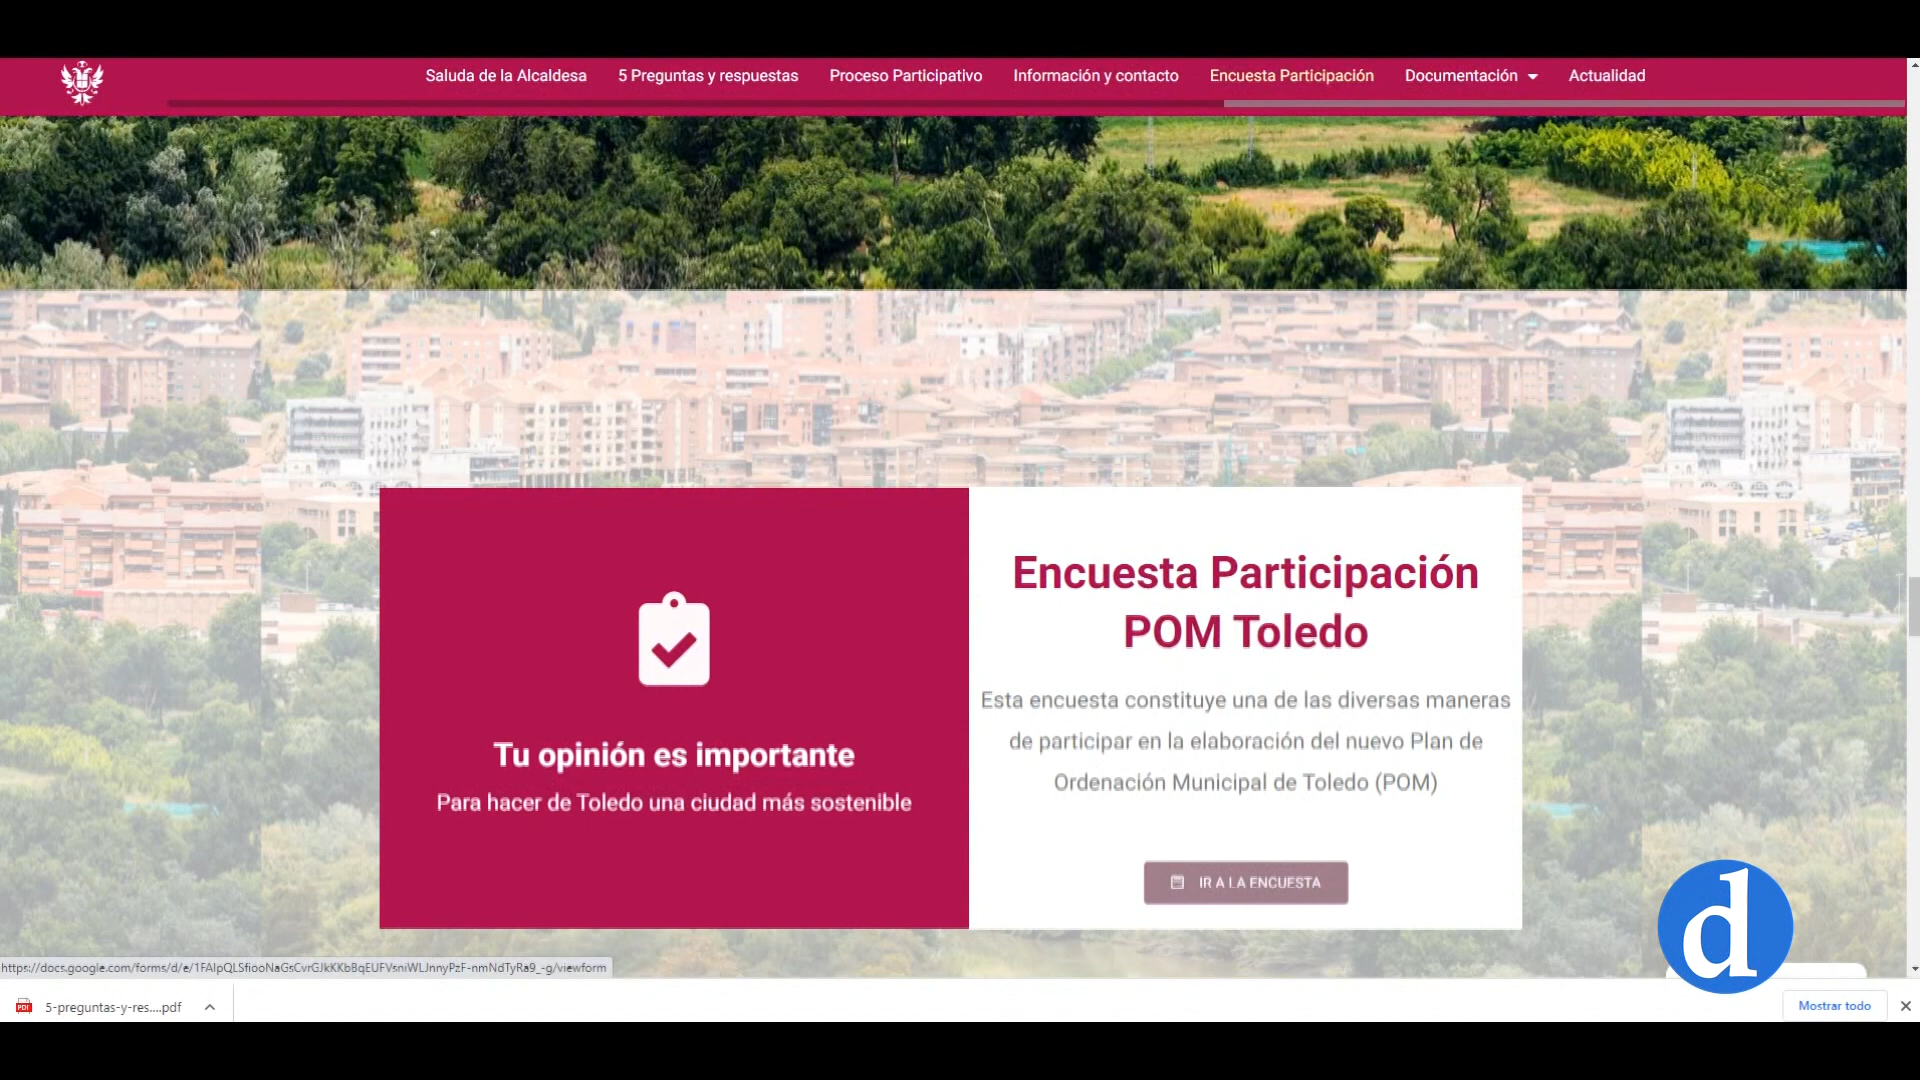 Saluda de la Alcaldesa 5 Preguntas y respuestas Proceso Participativo Información y contacto Encuesta Participación Documentación Actualidad
Tu opinión es importante
Para hacer de Toledo una ciudad más sostenible
Encuesta Participación
POM Toledo
Esta encuesta constituye una de las diversas maneras
de participar en la elaboración del nuevo Plan de
Ordenación Municipal de Toledo (POM)
IR A LA ENCUESTA
d
5-preguntas-y-res....pdf
Mostrar todo